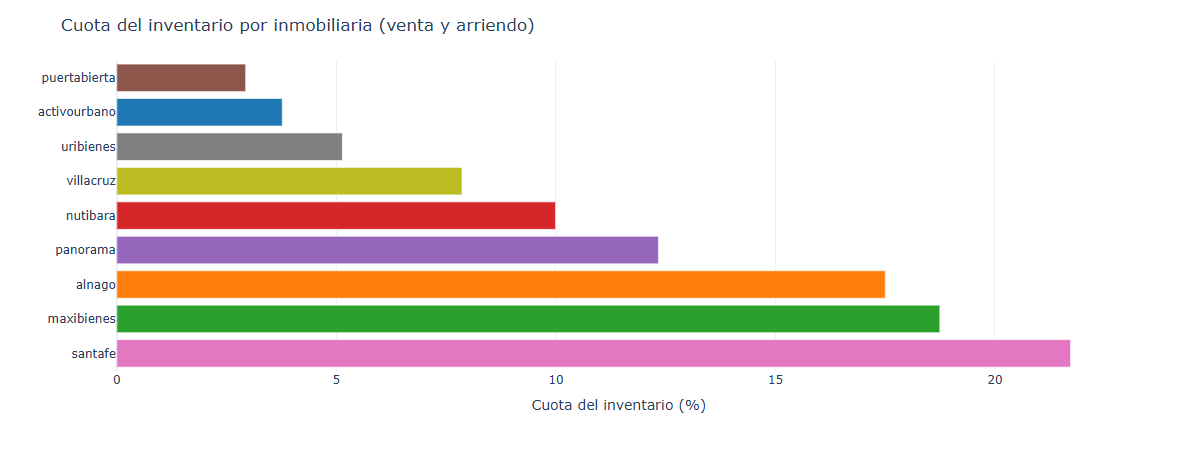 Cuota del inventario por inmobiliaria (venta y arriendo)
puertabierta
activourbano
uribienes
villacruz
nutibara
panorama
alnago
maxibienes
santafe
0 5 10 15 20
Cuota del inventario (%)